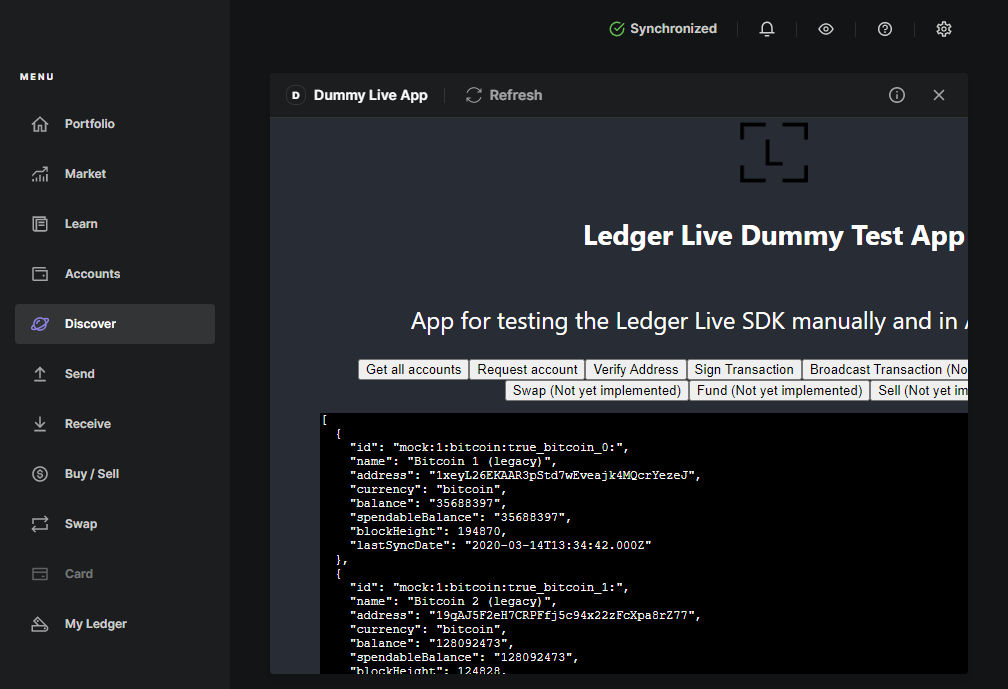 Synchronized
MENU
Portfolio
Market
Learn
Accounts
Discover
Send
Receive
Buy / Sell
Swap
Card
My Ledger
D Dummy Live App Refresh
L
Ledger Live Dummy Test App
App for testing the Ledger Live SDK manually and in
Get all accounts Request account Verify Address Sign Transaction Broadcast Transaction (No
Swap (Not yet implemented) Fund (Not yet implemented) Sell (Not yet im
[
{
"id": "mock:1:bitcoin:true_bitcoin_0:",
"name": "Bitcoin 1 (legacy)",
"address": "1xeyL26EKAAR3pStd7wEveajk4MQcrYezeJ",
"currency": "bitcoin",
"balance": "35688397",
"spendableBalance": "35688397",
"blockHeight": 194870,
"lastSyncDate": "2020-03-14T13:34:42.000Z"
},
{
"id": "mock:1:bitcoin:true_bitcoin_1:",
"name": "Bitcoin 2 (legacy)",
"address": "19qAJ5F2eH7CRPFfj5c94x22zFcXpa8rZ77",
"currency": "bitcoin",
"balance": "128092473",
"spendableBalance": "128092473",
"blockHeight": 124828,